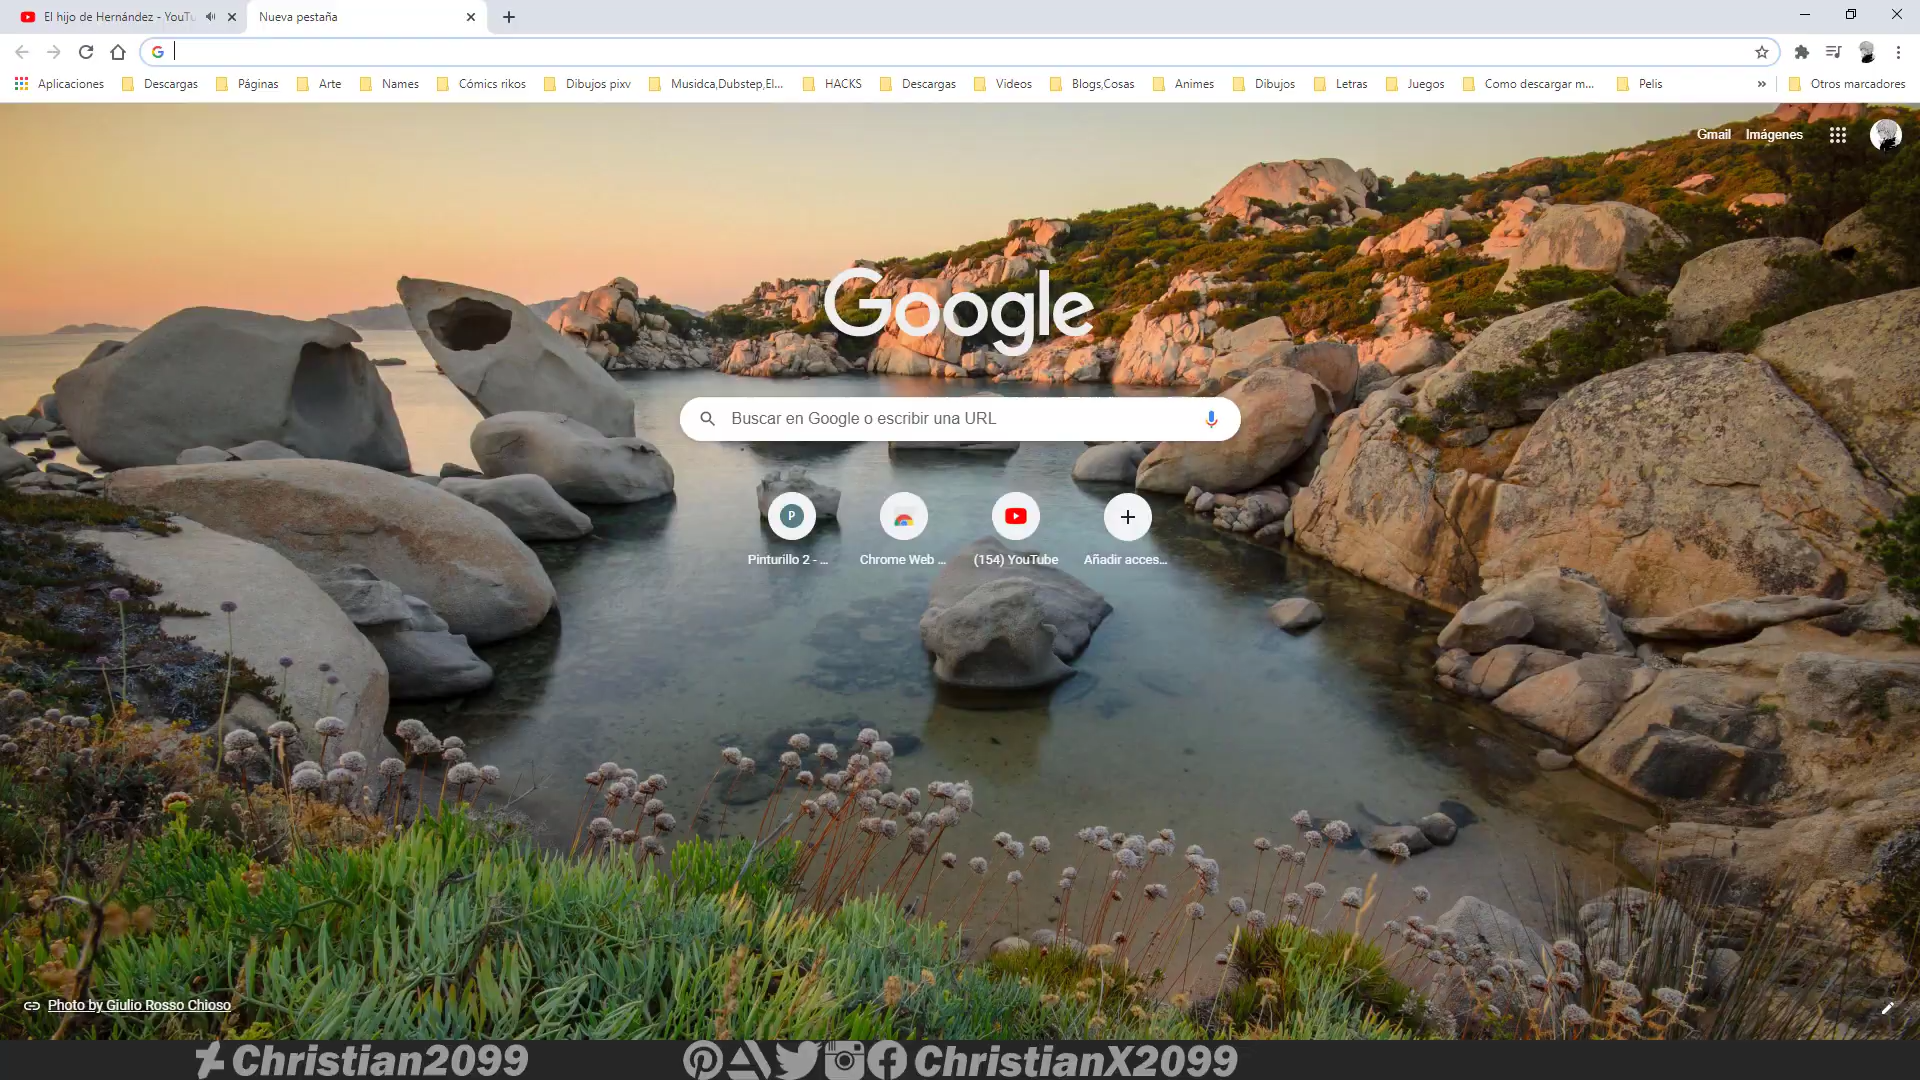 El hijo de Hernández - YouTu
Nueva pestaña
Aplicaciones
Descargas
Páginas
Arte
Names
Cómics rikos
Dibujos pixv
Musidca,Dubstep,El...
HACKS
Descargas
Videos
Blogs,Cosas
Animes
Dibujos
Letras
Juegos
Como descargar m...
Pelis
»
Otros marcadores
Gmail
Imágenes
Google
Buscar en Google o escribir una URL
P
Pinturillo 2 - ...
Chrome Web ...
(154) YouTube
Añadir acces...
Photo by Giulio Rosso Chioso
Christian2099
ChristianX2099